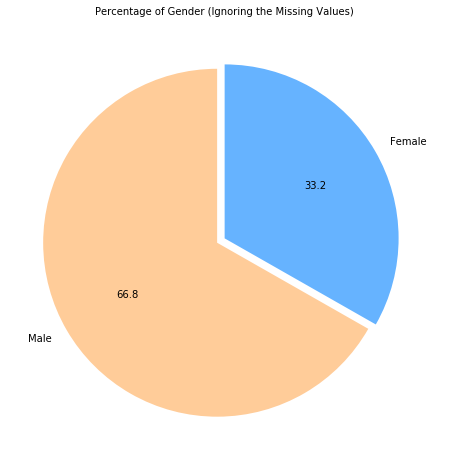 Percentage of Gender (Ignoring the Missing Values)
Female
33.2
66.8
Male